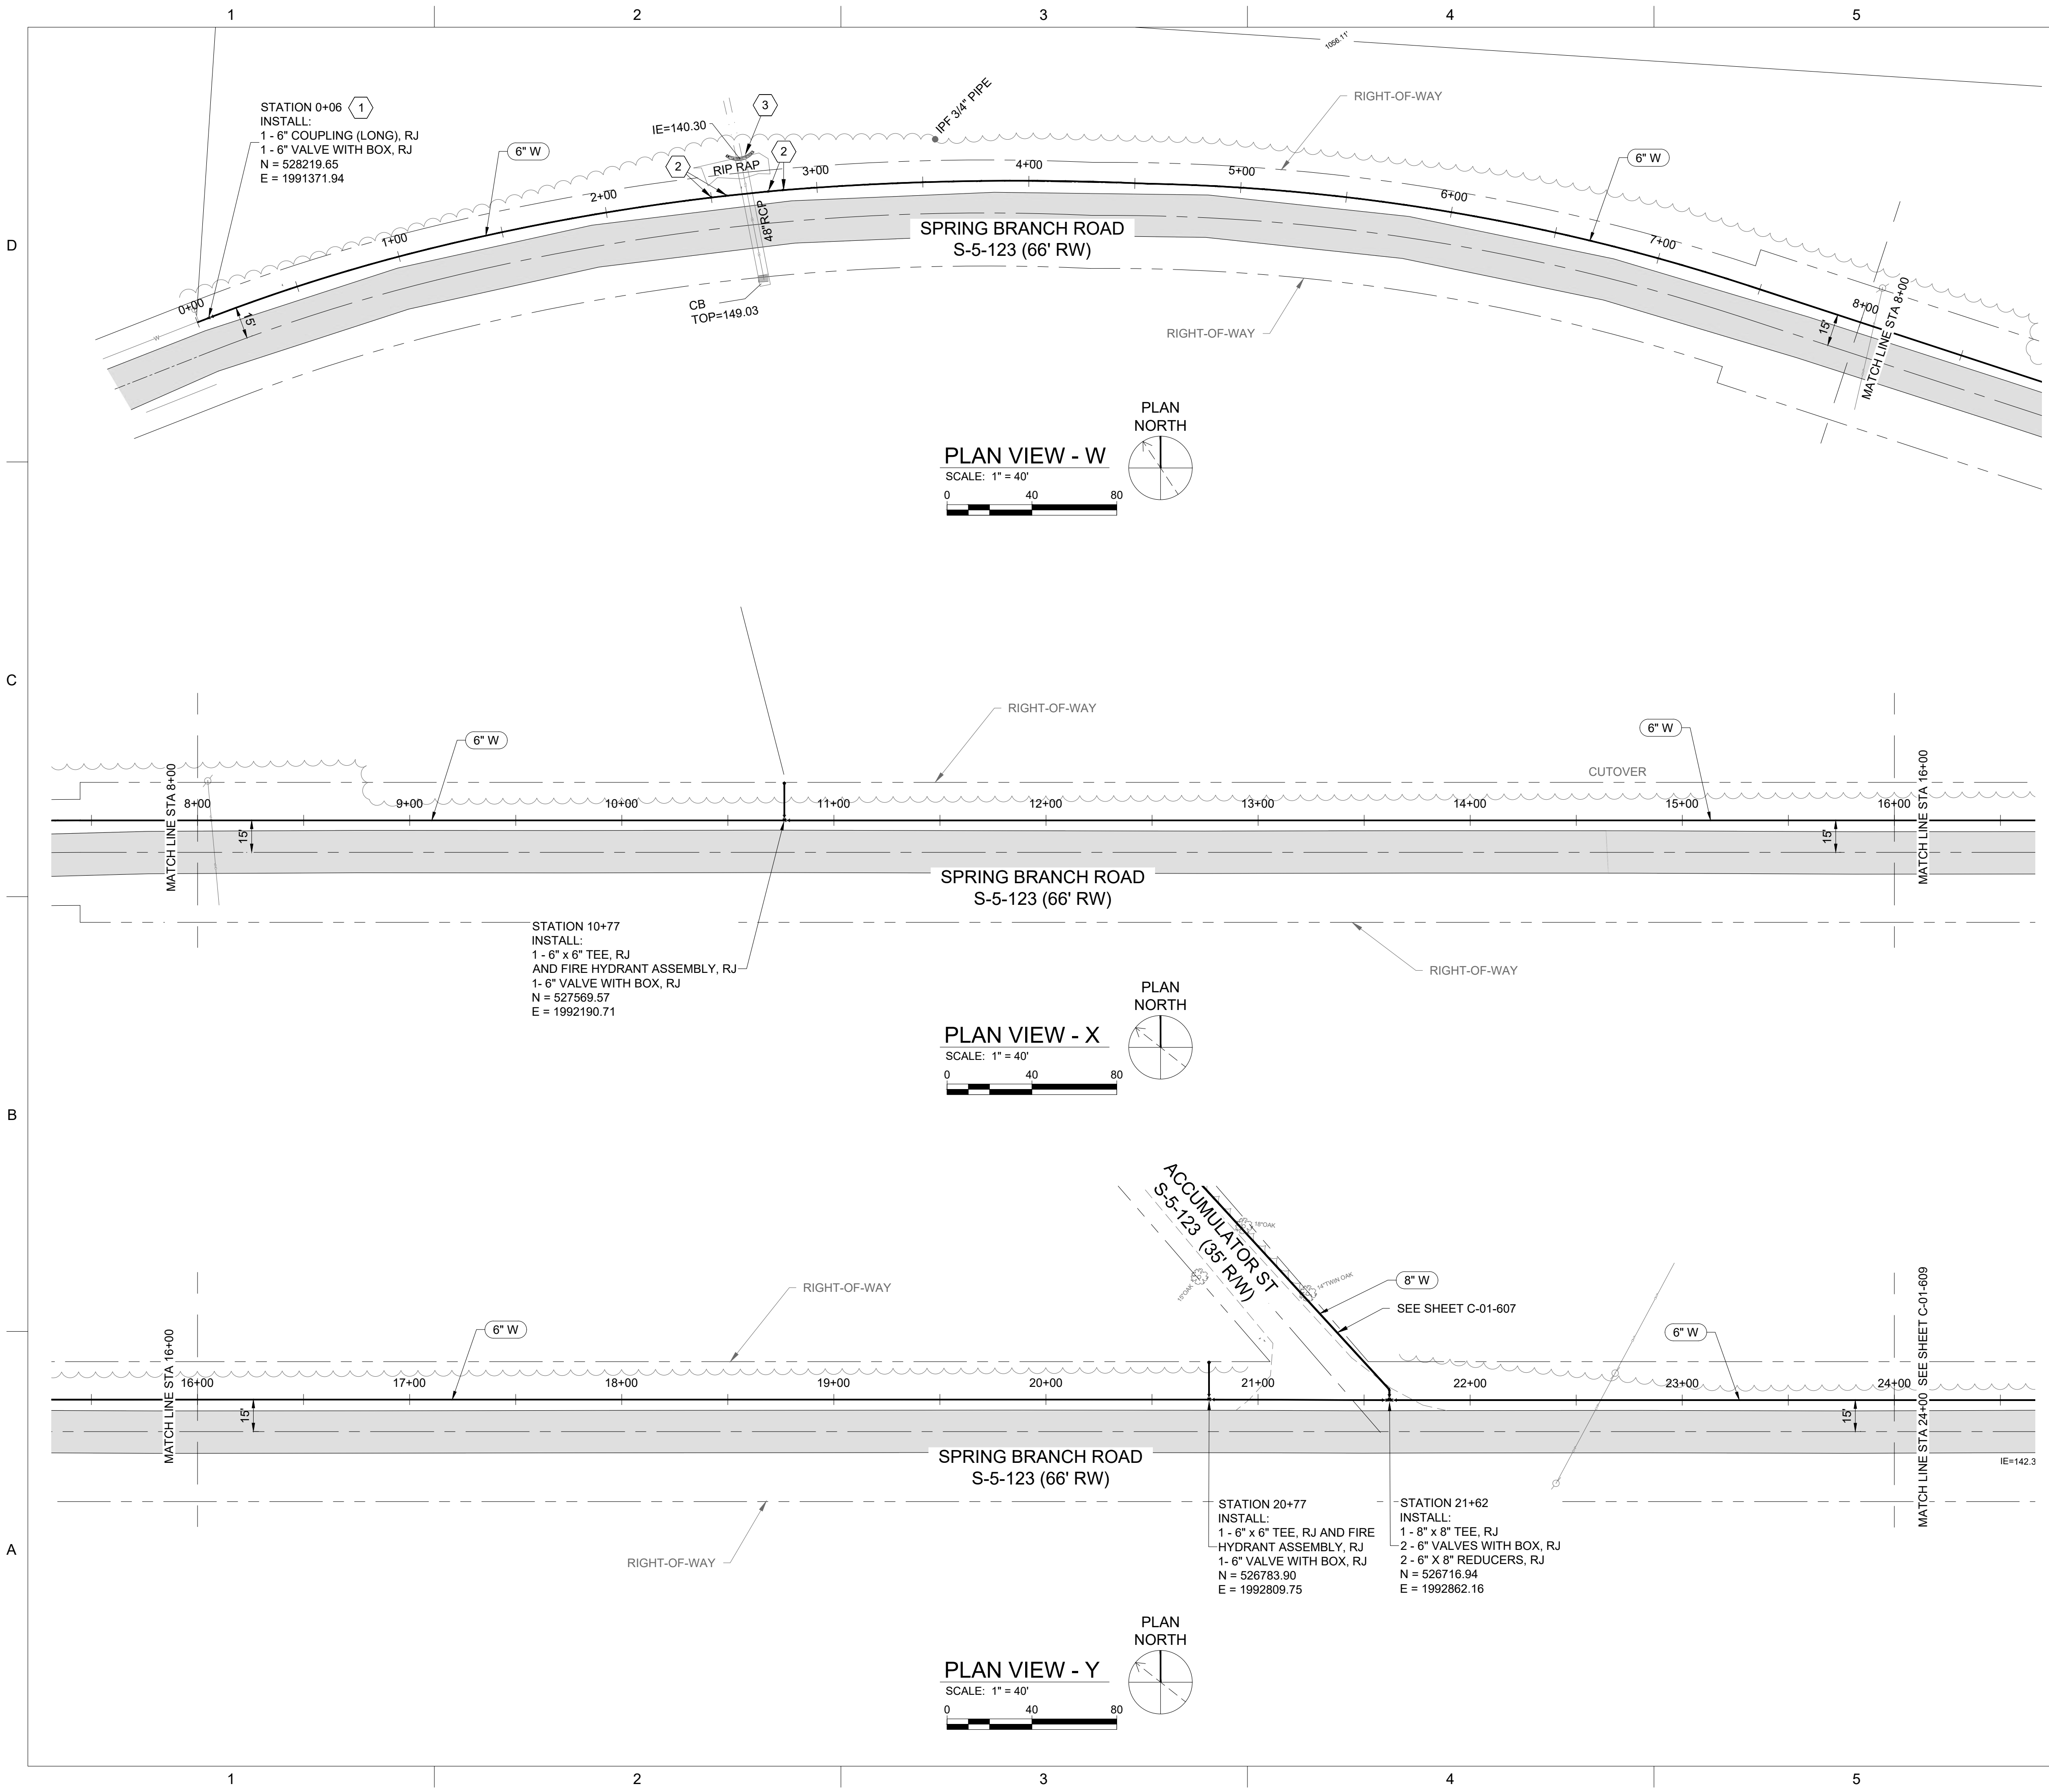 1
2
3
4
5
D
C
B
A
1056.11'
STATION 0+06
1
INSTALL:
1 - 6" COUPLING (LONG), RJ
1 - 6" VALVE WITH BOX, RJ
N = 528219.65
E = 1991371.94
6" W
IE=140.30
3
2
2
RIP RAP
IPF 3/4" PIPE
RIGHT-OF-WAY
6" W
0+00
1+00
2+00
3+00
4+00
5+00
6+00
7+00
8+00
W
15'
48" RCP
CB
TOP=149.03
SPRING BRANCH ROAD
S-5-123 (66' RW)
RIGHT-OF-WAY
15'
MATCH LINE STA 8+00
PLAN
NORTH
PLAN VIEW - W
SCALE: 1" = 40'
0
40
80
RIGHT-OF-WAY
6" W
6" W
CUTOVER
MATCH LINE STA 8+00
8+00
9+00
10+00
11+00
12+00
13+00
14+00
15+00
16+00
MATCH LINE STA 16+00
15'
15'
SPRING BRANCH ROAD
S-5-123 (66' RW)
STATION 10+77
INSTALL:
1 - 6" x 6" TEE, RJ
AND FIRE HYDRANT ASSEMBLY, RJ
1- 6" VALVE WITH BOX, RJ
N = 527569.57
E = 1992190.71
RIGHT-OF-WAY
PLAN
NORTH
PLAN VIEW - X
SCALE: 1" = 40'
0
40
80
ACCUMULATOR ST
S-5-123 (35' R/W)
18"OAK
14"TWIN OAK
15"OAK
8" W
SEE SHEET C-01-607
RIGHT-OF-WAY
6" W
6" W
MATCH LINE STA 16+00
16+00
17+00
18+00
19+00
20+00
21+00
22+00
23+00
24+00
MATCH LINE STA 24+00 SEE SHEET C-01-609
15'
15'
IE=142.3
SPRING BRANCH ROAD
S-5-123 (66' RW)
STATION 20+77
INSTALL:
1 - 6" x 6" TEE, RJ AND FIRE
HYDRANT ASSEMBLY, RJ
1- 6" VALVE WITH BOX, RJ
N = 526783.90
E = 1992809.75
STATION 21+62
INSTALL:
1 - 8" x 8" TEE, RJ
2 - 6" VALVES WITH BOX, RJ
2 - 6" X 8" REDUCERS, RJ
N = 526716.94
E = 1992862.16
RIGHT-OF-WAY
PLAN
NORTH
PLAN VIEW - Y
SCALE: 1" = 40'
0
40
80
1
2
3
4
5